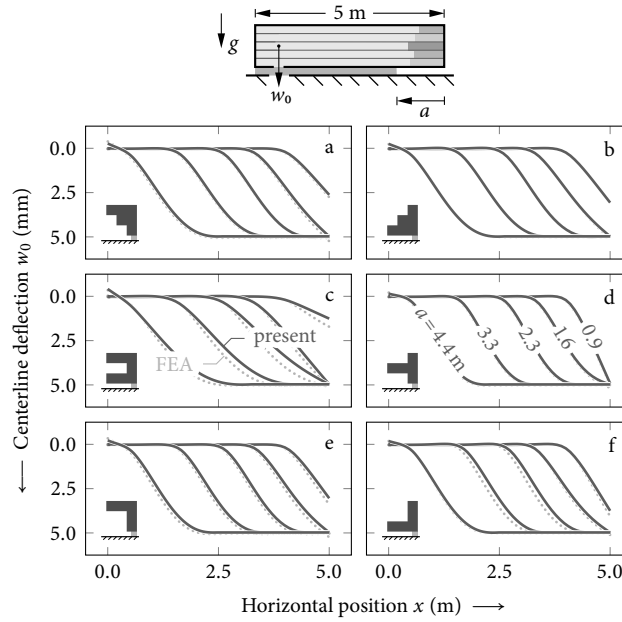 5 m
g
w₀
a
a
b
0.0
2.5
5.0
c
d
0.0
2.5
5.0
FEA
present
a = 4.4 m
3.3
2.3
1.6
0.9
e
f
0.0
2.5
5.0
0.0
2.5
5.0
0.0
2.5
5.0
Centerline deflection w₀ (mm)
Horizontal position x (m)